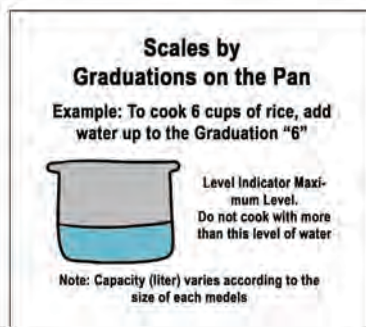 Scales by
Graduations on the Pan
Example: To cook 6 cups of rice, add
water up to the Graduation “6”
Level Indicator Maxi-
mum Level.
Do not cook with more
than this level of water
Note: Capacity (liter) varies according to the
size of each medels